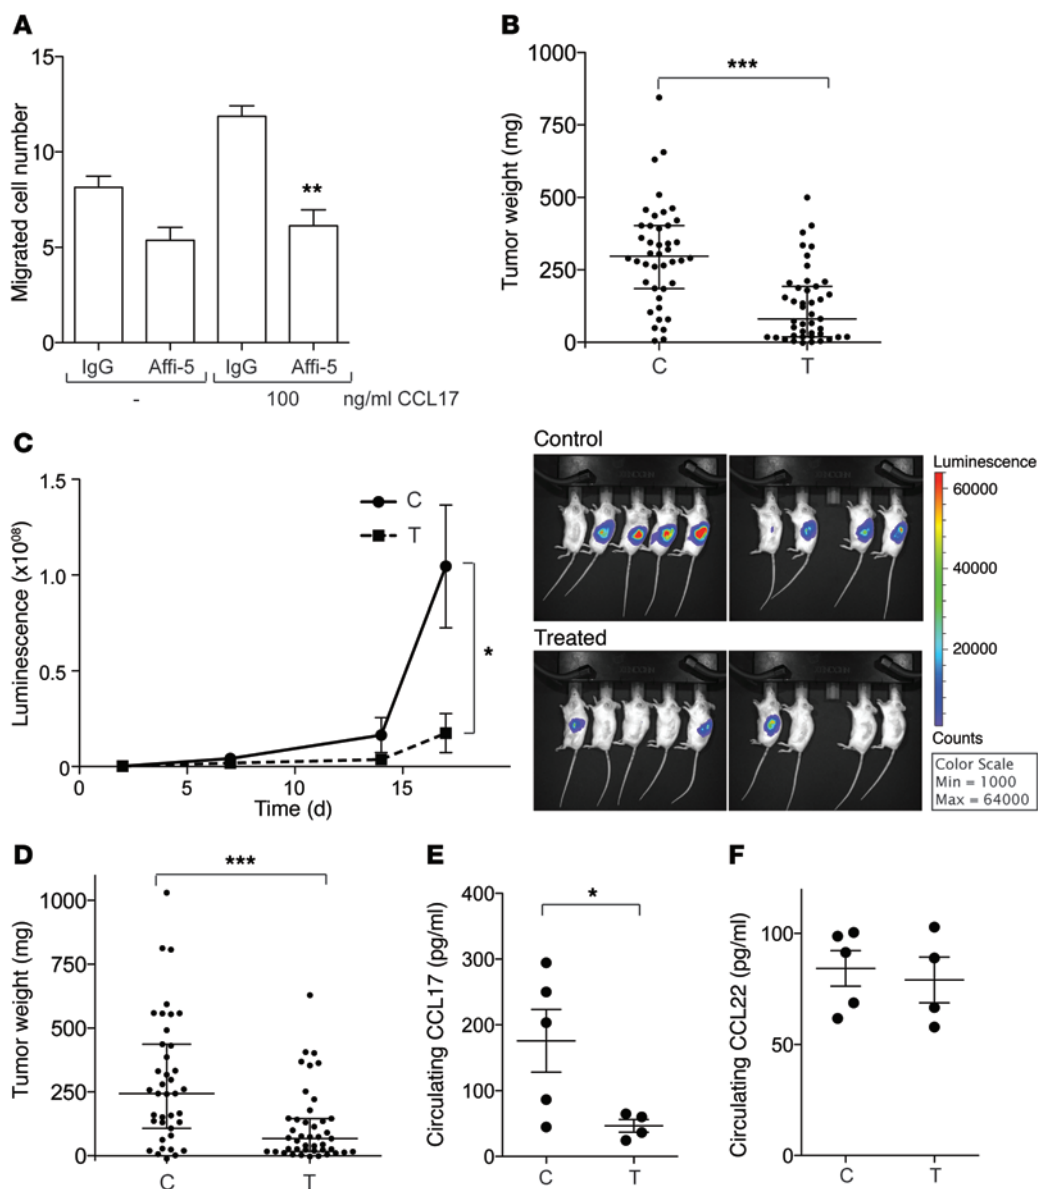 A
15
10
5
0
Migrated cell number
**
IgG Affi-5 IgG Affi-5
- 100 ng/ml CCL17
B
1000
750
500
250
0
Tumor weight (mg)
***
C T
C
1.5
1.0
0.5
0
Luminescence (x10⁰⁸)
C
T
*
0 5 10 15
Time (d)
Control
Treated
Luminescence
60000
40000
20000
Counts
Color Scale
Min = 1000
Max = 64000
D
1000
750
500
250
0
Tumor weight (mg)
***
C T
E
400
300
200
100
0
Circulating CCL17 (pg/ml)
*
C T
F
100
50
0
Circulating CCL22 (pg/ml)
C T